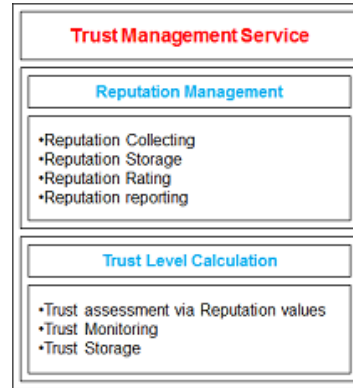 Trust Management Service
Reputation Management
•Reputation Collecting
•Reputation Storage
•Reputation Rating
•Reputation reporting
Trust Level Calculation
•Trust assessment via Reputation values
•Trust Monitoring
•Trust Storage